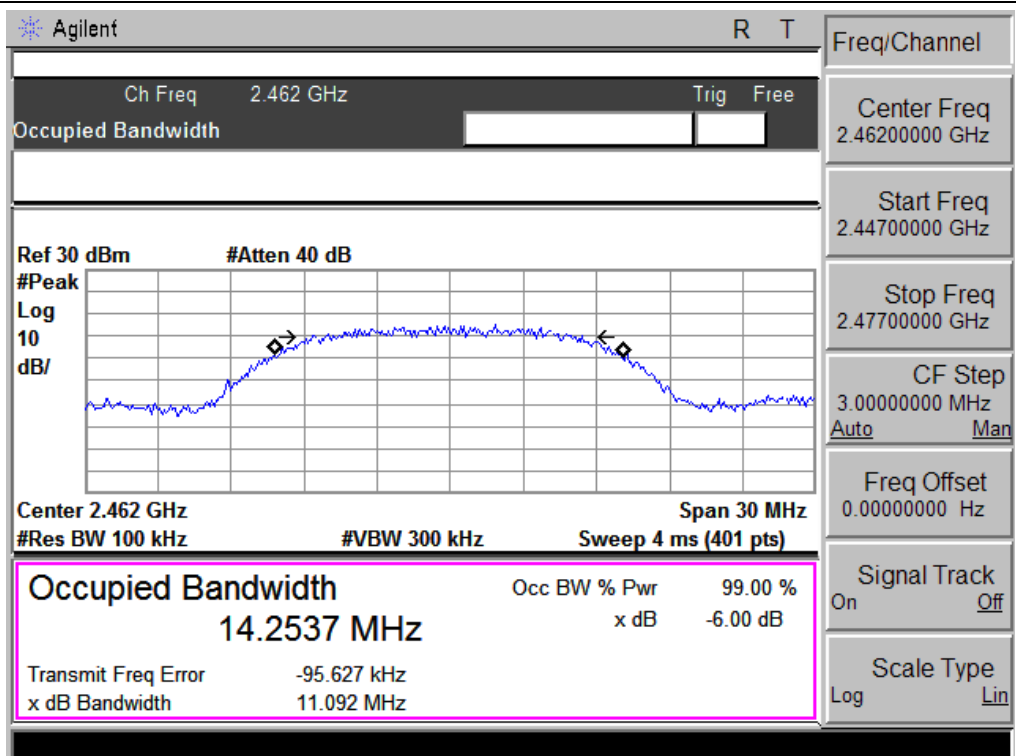 Agilent R T
Freq/Channel
Ch Freq 2.462 GHz Trig Free
Occupied Bandwidth
Center Freq
2.46200000 GHz
Start Freq
2.44700000 GHz
Stop Freq
2.47700000 GHz
CF Step
3.00000000 MHz
Auto Man
Freq Offset
0.00000000 Hz
Signal Track
On Off
Scale Type
Log Lin
Ref 30 dBm #Atten 40 dB
#Peak
Log
10
dB/
Center 2.462 GHz Span 30 MHz
#Res BW 100 kHz #VBW 300 kHz Sweep 4 ms (401 pts)
Occupied Bandwidth
14.2537 MHz
Occ BW % Pwr 99.00 %
x dB -6.00 dB
Transmit Freq Error -95.627 kHz
x dB Bandwidth 11.092 MHz